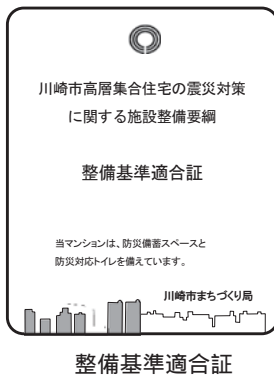 川崎市高層集合住宅の震災対策
に関する施設整備要綱
整備基準適合証
当マンションは、防災備蓄スペースと
防災対応トイレを備えています。
川崎市まちづくり局
整備基準適合証